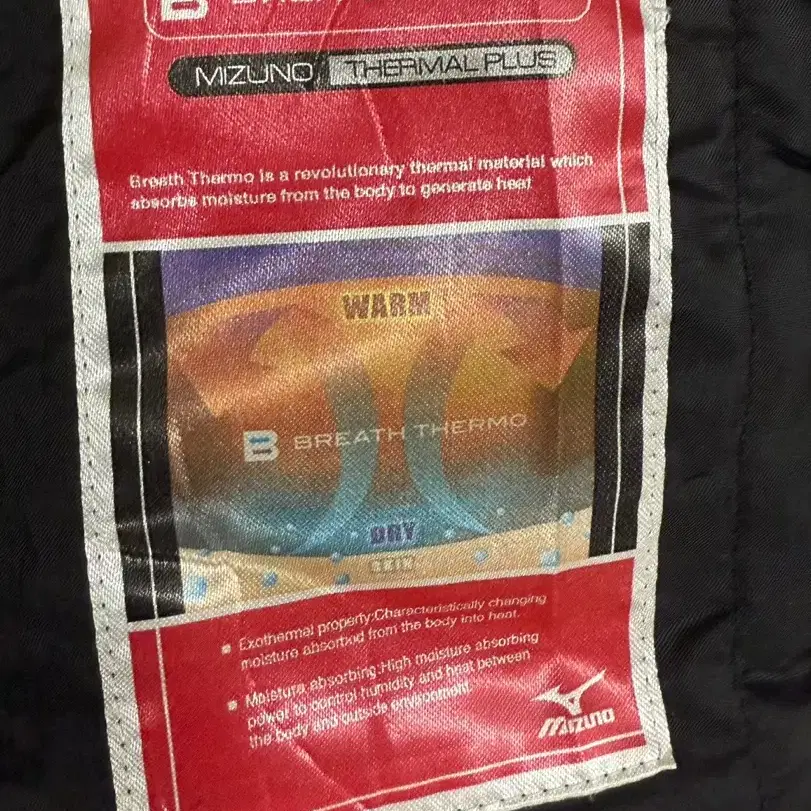 B
MIZUNO THERMAL PLUS
Breath Thermo is a revolutionary thermal material which
absorbs moisture from the body to generate heat
WARM
B BREATH THERMO
DRY
SKIN
Exothermal property:Characteristically changing
moisture absorbed from the body into heat.
Moisture absorbing:High moisture absorbing
power to control humidity and heat between
the body and outside environment.
MIZUNO